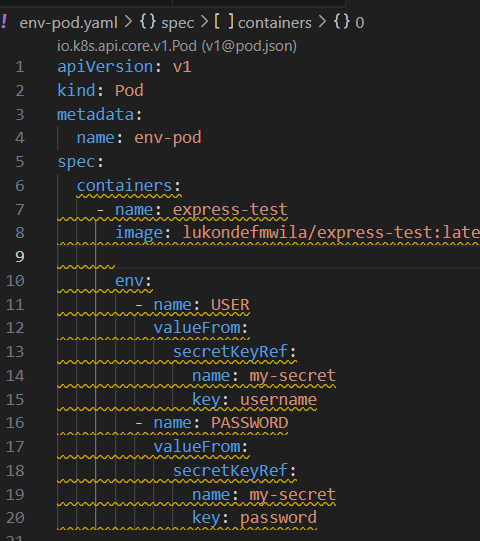 ! env-pod.yaml > {} spec > [ ] containers > {} 0
io.k8s.api.core.v1.Pod (v1@pod.json)
1 apiVersion: v1
2 kind: Pod
3 metadata:
4   name: env-pod
5 spec:
6   containers:
7     - name: express-test
8       image: lukondefmwila/express-test:late
9
10       env:
11         - name: USER
12           valueFrom:
13             secretKeyRef:
14               name: my-secret
15               key: username
16         - name: PASSWORD
17           valueFrom:
18             secretKeyRef:
19               name: my-secret
20               key: password
21